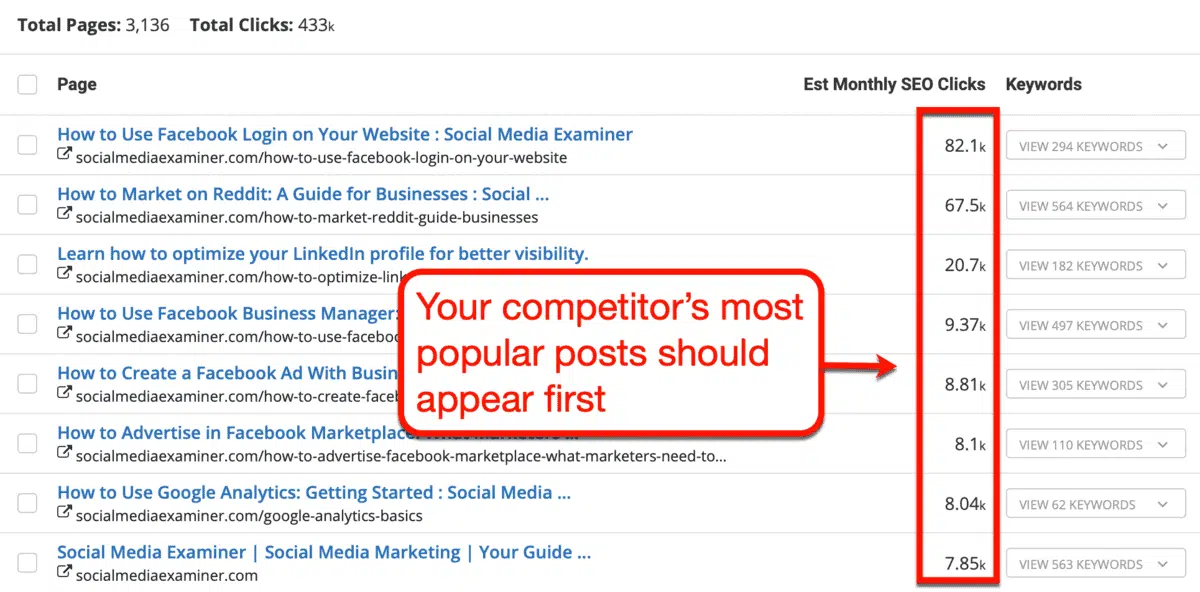 Total Pages: 3,136 Total Clicks: 433k
Page Est Monthly SEO Clicks Keywords
How to Use Facebook Login on Your Website : Social Media Examiner
socialmediaexaminer.com/how-to-use-facebook-login-on-your-website
82.1k VIEW 294 KEYWORDS
How to Market on Reddit: A Guide for Businesses : Social ...
socialmediaexaminer.com/how-to-market-reddit-guide-businesses
67.5k VIEW 564 KEYWORDS
Learn how to optimize your LinkedIn profile for better visibility.
socialmediaexaminer.com/how-to-optimize-link
20.7k VIEW 182 KEYWORDS
How to Use Facebook Business Manager:
socialmediaexaminer.com/how-to-use-faceboo
9.37k VIEW 497 KEYWORDS
How to Create a Facebook Ad With Busin
socialmediaexaminer.com/how-to-create-faceb
8.81k VIEW 305 KEYWORDS
How to Advertise in Facebook Marketplace:
socialmediaexaminer.com/how-to-advertise-facebook-marketplace-what-marketers-need-to...
8.1k VIEW 110 KEYWORDS
How to Use Google Analytics: Getting Started : Social Media ...
socialmediaexaminer.com/google-analytics-basics
8.04k VIEW 62 KEYWORDS
Social Media Examiner | Social Media Marketing | Your Guide ...
socialmediaexaminer.com
7.85k VIEW 563 KEYWORDS
Your competitor's most
popular posts should
appear first